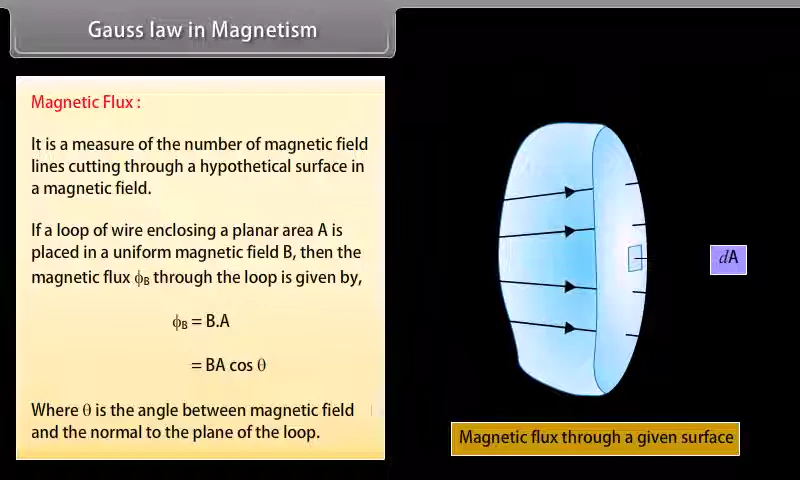 Gauss law in Magnetism
Magnetic Flux :
It is a measure of the number of magnetic field
lines cutting through a hypothetical surface in
a magnetic field.
If a loop of wire enclosing a planar area A is
placed in a uniform magnetic field B, then the
magnetic flux ϕB through the loop is given by,
ϕB = B.A
= BA cos θ
Where θ is the angle between magnetic field
and the normal to the plane of the loop.
dA
Magnetic flux through a given surface